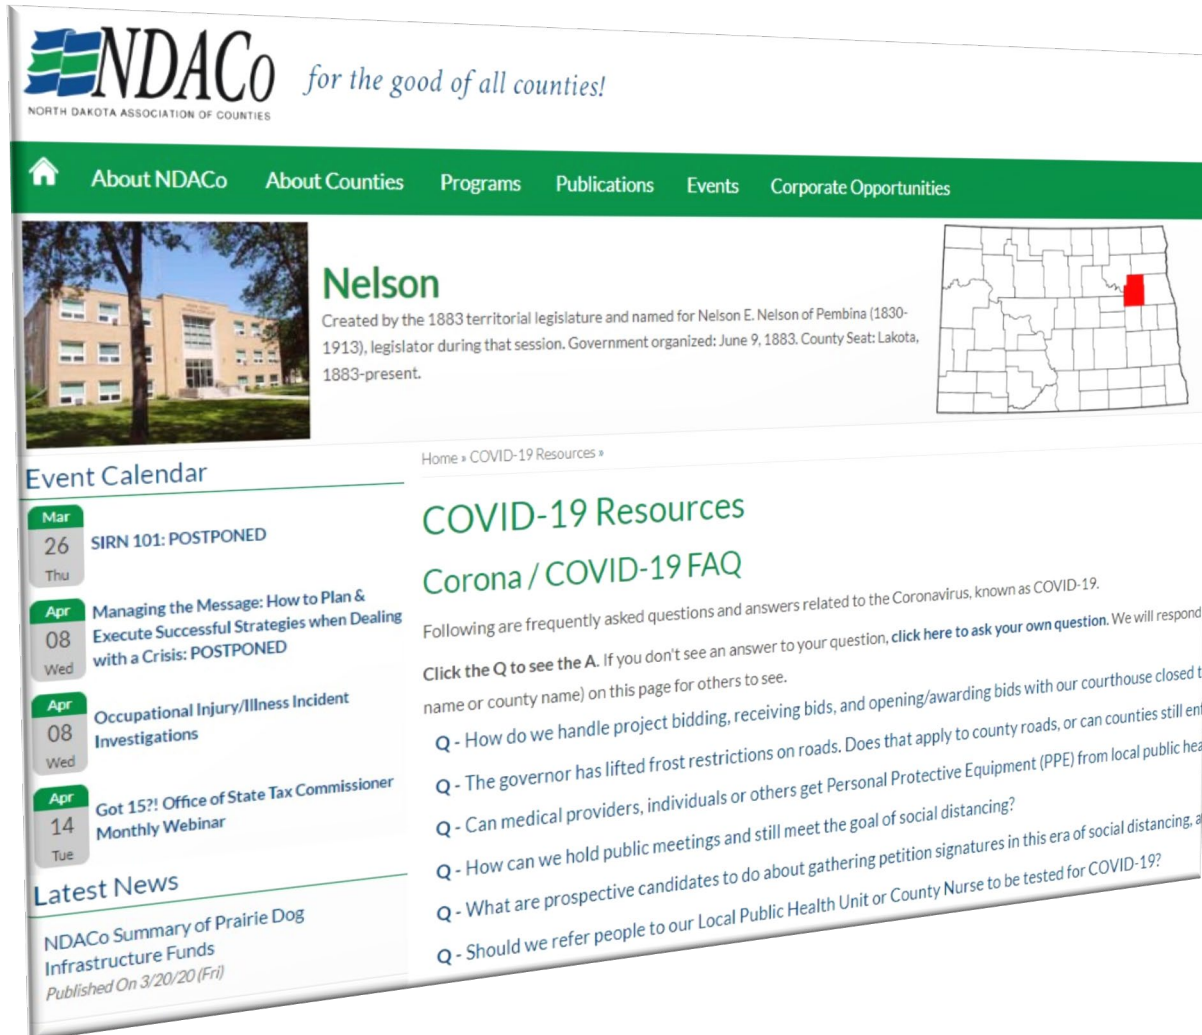 NDACo
NORTH DAKOTA ASSOCIATION OF COUNTIES
for the good of all counties!
About NDACo About Counties Programs Publications Events Corporate Opportunities
Nelson
Created by the 1883 territorial legislature and named for Nelson E. Nelson of Pembina (1830-
1913), legislator during that session. Government organized: June 9, 1883. County Seat: Lakota,
1883-present.
Event Calendar
Mar
26
Thu
SIRN 101: POSTPONED
Apr
08
Wed
Managing the Message: How to Plan &
Execute Successful Strategies when Dealing
with a Crisis: POSTPONED
Apr
08
Wed
Occupational Injury/Illness Incident
Investigations
Apr
14
Tue
Got 15?! Office of State Tax Commissioner
Monthly Webinar
Latest News
NDACo Summary of Prairie Dog
Infrastructure Funds
Published On 3/20/20 (Fri)
Home » COVID-19 Resources »
COVID-19 Resources
Corona / COVID-19 FAQ
Following are frequently asked questions and answers related to the Coronavirus, known as COVID-19.
Click the Q to see the A. If you don't see an answer to your question, click here to ask your own question. We will respond
name or county name) on this page for others to see.
Q - How do we handle project bidding, receiving bids, and opening/awarding bids with our courthouse closed t
Q - The governor has lifted frost restrictions on roads. Does that apply to county roads, or can counties still ent
Q - Can medical providers, individuals or others get Personal Protective Equipment (PPE) from local public hea
Q - How can we hold public meetings and still meet the goal of social distancing?
Q - What are prospective candidates to do about gathering petition signatures in this era of social distancing, a
Q - Should we refer people to our Local Public Health Unit or County Nurse to be tested for COVID-19?